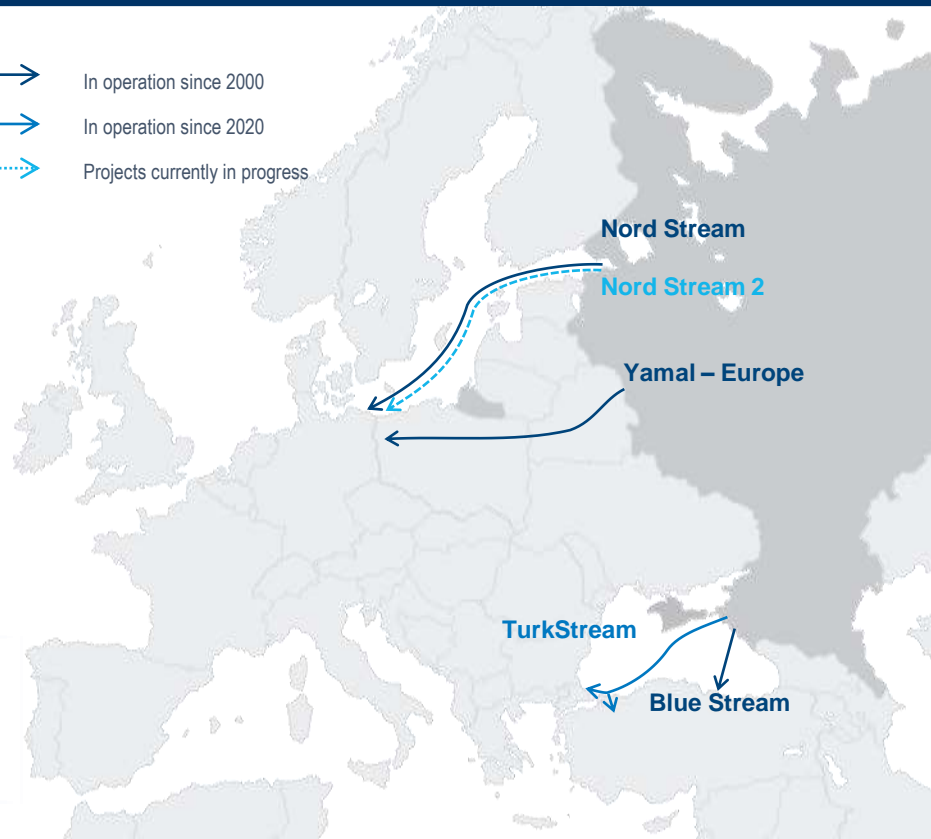 In operation since 2000
In operation since 2020
Projects currently in progress
Nord Stream
Nord Stream 2
Yamal – Europe
TurkStream
Blue Stream